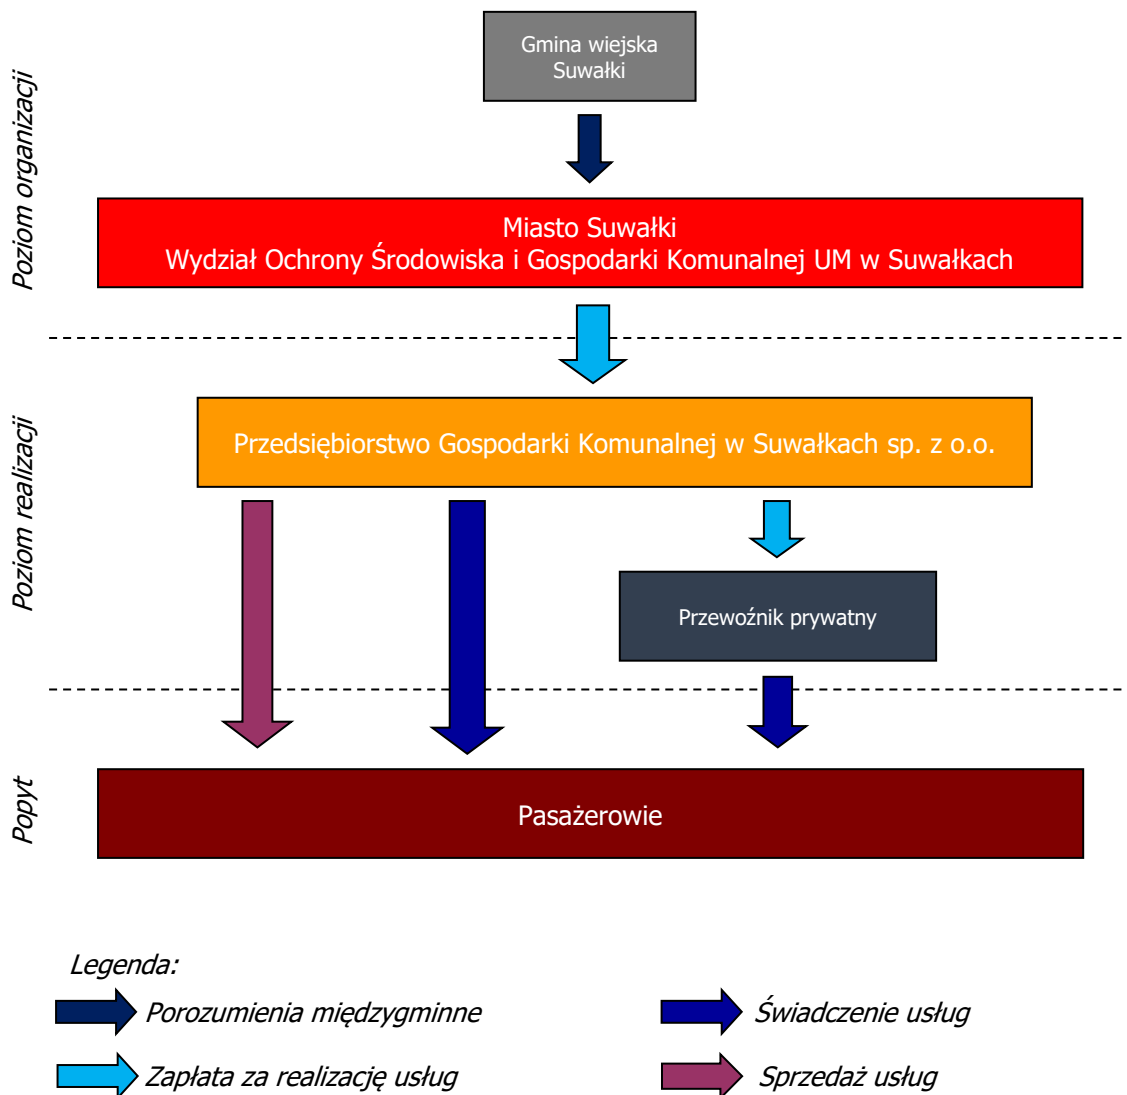 Poziom organizacji
Gmina wiejska
Suwałki
Miasto Suwałki
Wydział Ochrony Środowiska i Gospodarki Komunalnej UM w Suwałkach
Poziom realizacji
Przedsiębiorstwo Gospodarki Komunalnej w Suwałkach sp. z o.o.
Przewoźnik prywatny
Popyt
Pasażerowie
Legenda:
Porozumienia międzygminne
Świadczenie usług
Zapłata za realizację usług
Sprzedaż usług